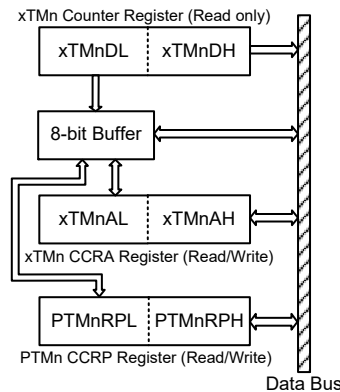 xTMn Counter Register (Read only)
xTMnDL xTMnDH
8-bit Buffer
xTMnAL xTMnAH
xTMn CCRA Register (Read/Write)
PTMnRPL PTMnRPH
PTMn CCRP Register (Read/Write)
Data Bus